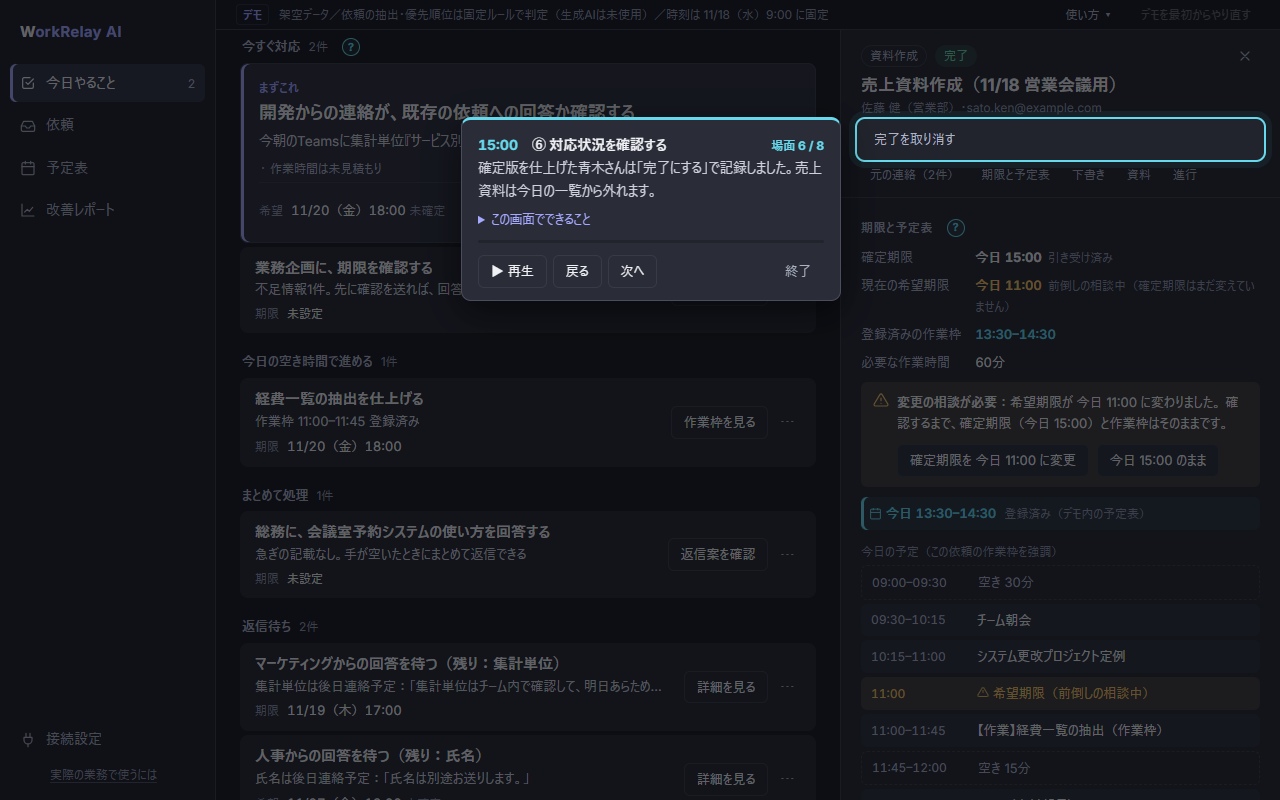 WorkRelay AI
今日やること 2
依頼
予定表
改善レポート
接続設定
実際の業務で使うには
デモ 架空データ／依頼の抽出・優先順位は固定ルールで判定（生成AIは未使用）／時刻は 11/18（水）9:00 に固定
使い方 ▼
デモを最初からやり直す
今すぐ対応 2件 ?
まずこれ
開発からの連絡が、既存の依頼への回答か確認する
今朝のTeamsに集計単位『サービス別
・作業時間は未見積もり
希望 11/20（金）18:00 未確定
業務企画に、期限を確認する
不足情報1件。先に確認を送れば、回答
期限 未設定
今日の空き時間で進める 1件
経費一覧の抽出を仕上げる
作業枠 11:00–11:45 登録済み
期限 11/20（金）18:00
作業枠を見る …
まとめて処理 1件
総務に、会議室予約システムの使い方を回答する
急ぎの記載なし。手が空いたときにまとめて返信できる
期限 未設定
返信案を確認 …
返信待ち 2件
マーケティングからの回答を待つ（残り：集計単位）
集計単位は後日連絡予定：「集計単位はチーム内で確認して、明日あらため…
期限 11/19（木）17:00
詳細を見る …
人事からの回答を待つ（残り：氏名）
氏名は後日連絡予定：「氏名は別途お送りします。」
詳細を見る …
15:00 ⑥ 対応状況を確認する 場面 6 / 8
確定版を仕上げた青木さんは「完了にする」で記録しました。売上
資料は今日の一覧から外れます。
▶ この画面でできること
▶ 再生 戻る 次へ 終了
資料作成 完了 ×
売上資料作成（11/18 営業会議用）
佐藤 健（営業部）・sato.ken@example.com
完了を取り消す
元の連絡（2件） 期限と予定表 下書き 資料 進行
期限と予定表 ?
確定期限 今日 15:00 引き受け済み
現在の希望期限 今日 11:00 前倒しの相談中（確定期限はまだ変えてい
ません）
登録済みの作業枠 13:30–14:30
必要な作業時間 60分
変更の相談が必要：希望期限が 今日 11:00 に変わりました。確
認するまで、確定期限（今日 15:00）と作業枠はそのままです。
確定期限を 今日 11:00 に変更 今日 15:00 のまま
今日 13:30–14:30 登録済み（デモ内の予定表）
今日の予定（この依頼の作業枠を強調）
09:00–09:30 空き 30分
09:30–10:15 チーム朝会
10:15–11:00 システム更改プロジェクト定例
11:00 希望期限（前倒しの相談中）
11:00–11:45 【作業】経費一覧の抽出（作業枠）
11:45–12:00 空き 15分